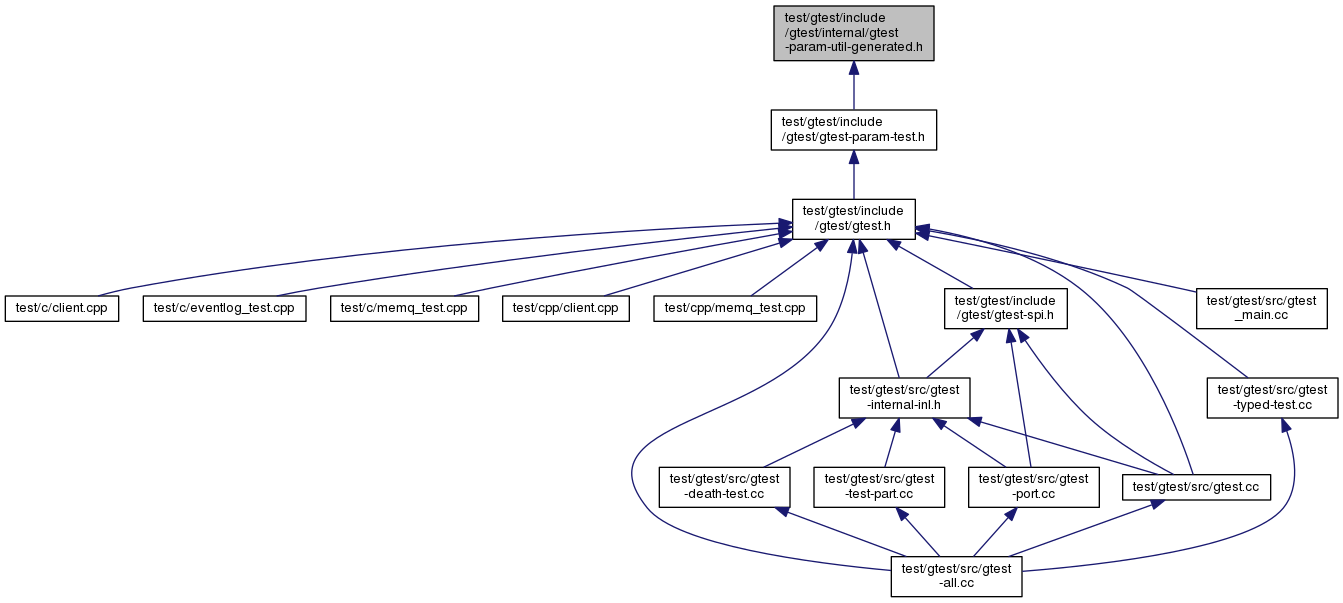 test/gtest/include
/gtest/internal/gtest
-param-util-generated.h
test/gtest/include
/gtest/gtest-param-test.h
test/gtest/include
/gtest/gtest.h
test/c/client.cpp
test/c/eventlog_test.cpp
test/c/memq_test.cpp
test/cpp/client.cpp
test/cpp/memq_test.cpp
test/gtest/include
/gtest/gtest-spi.h
test/gtest/src/gtest
_main.cc
test/gtest/src/gtest
-internal-inl.h
test/gtest/src/gtest
-typed-test.cc
test/gtest/src/gtest
-death-test.cc
test/gtest/src/gtest
-test-part.cc
test/gtest/src/gtest
-port.cc
test/gtest/src/gtest.cc
test/gtest/src/gtest
-all.cc